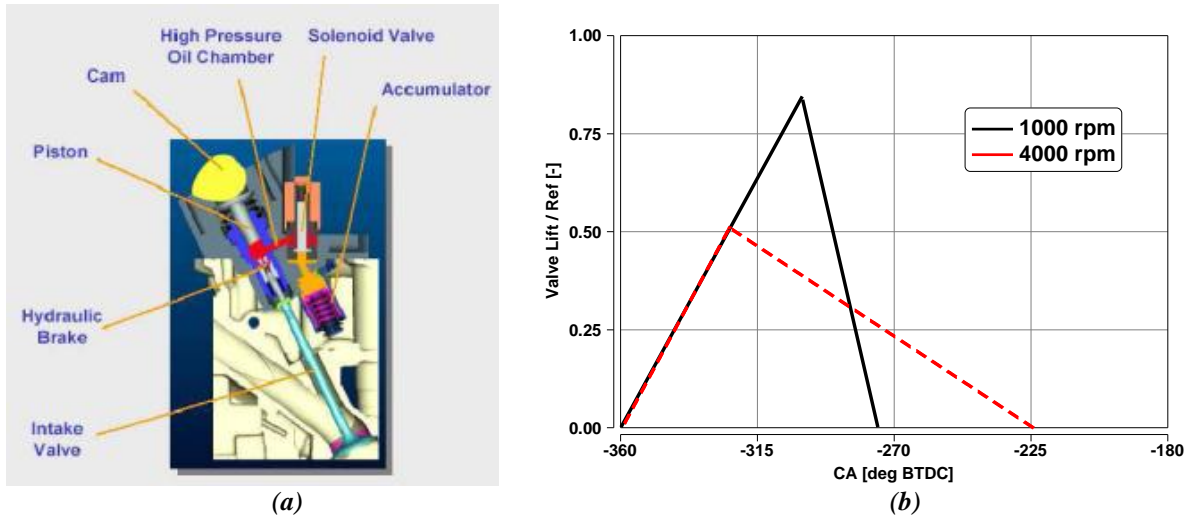 High Pressure
Oil Chamber
Solenoid Valve
Cam
Accumulator
Piston
Hydraulic
Brake
Intake
Valve
(a)
1.00
0.75
0.50
0.25
0.00
Valve Lift / Ref [-]
1000 rpm
4000 rpm
-360
-315
-270
-225
-180
CA [deg BTDC]
(b)